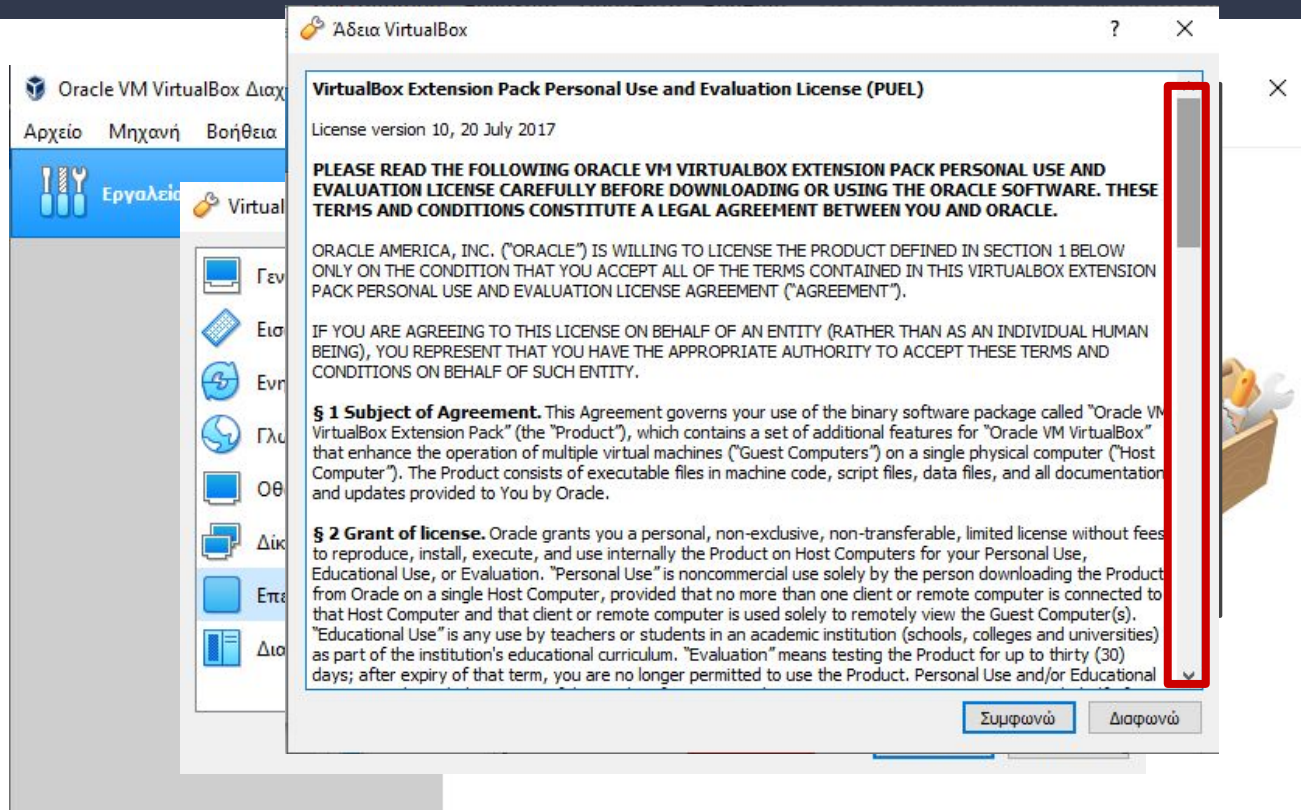 Άδεια VirtualBox
?
Oracle VM VirtualBox
Αρχείο Μηχανή Βοήθεια
Εργαλεία
VirtualBox Extension Pack Personal Use and Evaluation License (PUEL)
License version 10, 20 July 2017
PLEASE READ THE FOLLOWING ORACLE VM VIRTUALBOX EXTENSION PACK PERSONAL USE AND
EVALUATION LICENSE CAREFULLY BEFORE DOWNLOADING OR USING THE ORACLE SOFTWARE. THESE
TERMS AND CONDITIONS CONSTITUTE A LEGAL AGREEMENT BETWEEN YOU AND ORACLE.
ORACLE AMERICA, INC. ("ORACLE") IS WILLING TO LICENSE THE PRODUCT DEFINED IN SECTION 1 BELOW
ONLY ON THE CONDITION THAT YOU ACCEPT ALL OF THE TERMS CONTAINED IN THIS VIRTUALBOX EXTENSION
PACK PERSONAL USE AND EVALUATION LICENSE AGREEMENT ("AGREEMENT").
IF YOU ARE AGREEING TO THIS LICENSE ON BEHALF OF AN ENTITY (RATHER THAN AS AN INDIVIDUAL HUMAN
BEING), YOU REPRESENT THAT YOU HAVE THE APPROPRIATE AUTHORITY TO ACCEPT THESE TERMS AND
CONDITIONS ON BEHALF OF SUCH ENTITY.
§ 1 Subject of Agreement. This Agreement governs your use of the binary software package called "Oracle VM
VirtualBox Extension Pack" (the "Product"), which contains a set of additional features for "Oracle VM VirtualBox"
that enhance the operation of multiple virtual machines ("Guest Computers") on a single physical computer ("Host
Computer"). The Product consists of executable files in machine code, script files, data files, and all documentation
and updates provided to You by Oracle.
§ 2 Grant of license. Oracle grants you a personal, non-exclusive, non-transferable, limited license without fees
to reproduce, install, execute, and use internally the Product on Host Computers for your Personal Use,
Educational Use, or Evaluation. "Personal Use" is noncommercial use solely by the person downloading the Product
from Oracle on a single Host Computer, provided that no more than one client or remote computer is connected to
that Host Computer and that client or remote computer is used solely to remotely view the Guest Computer(s).
"Educational Use" is any use by teachers or students in an academic institution (schools, colleges and universities)
as part of the institution's educational curriculum. "Evaluation" means testing the Product for up to thirty (30)
days; after expiry of that term, you are no longer permitted to use the Product. Personal Use and/or Educational
Συμφωνώ
Διαφωνώ